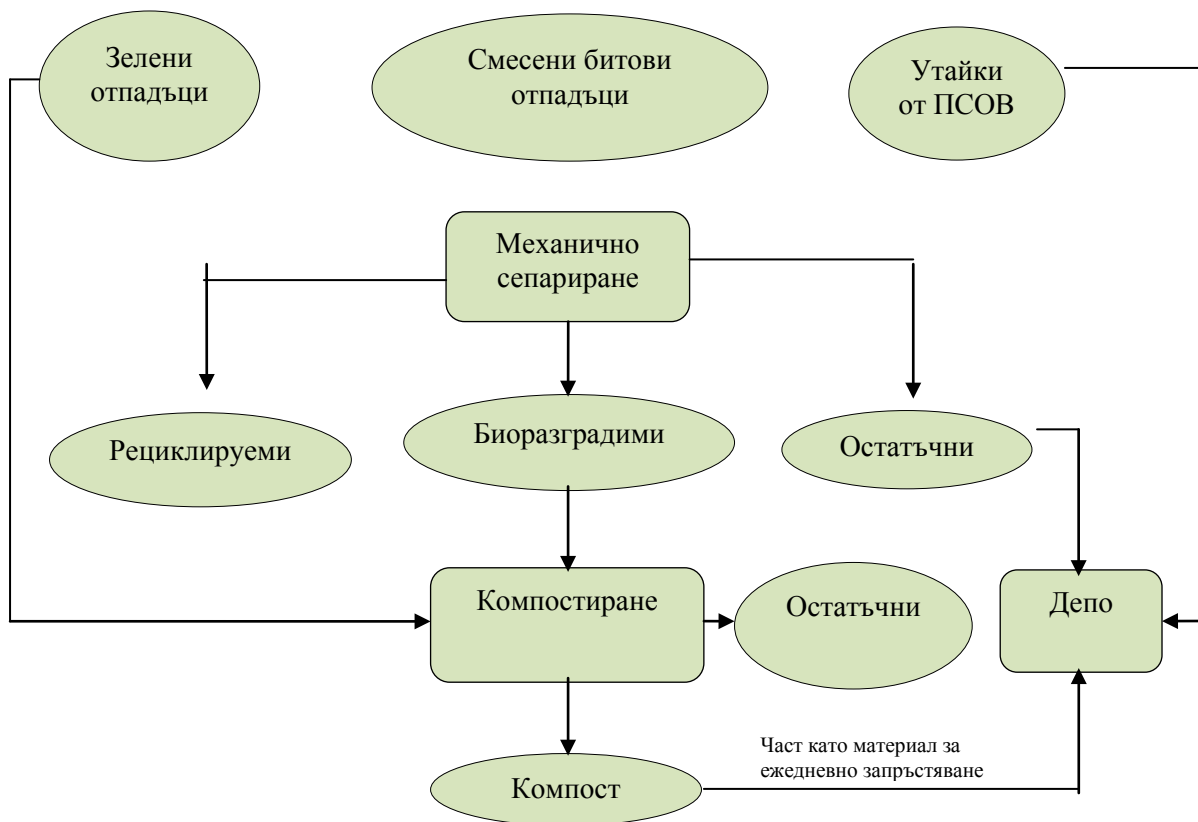 Зелени
отпадъци
Смесени битови
отпадъци
Утайки
от ПСОВ
Механично
сепариране
Рециклируеми
Биоразградими
Остатъчни
Компостиране
Остатъчни
Депо
Част като материал за
ежедневно запръстяване
Компост